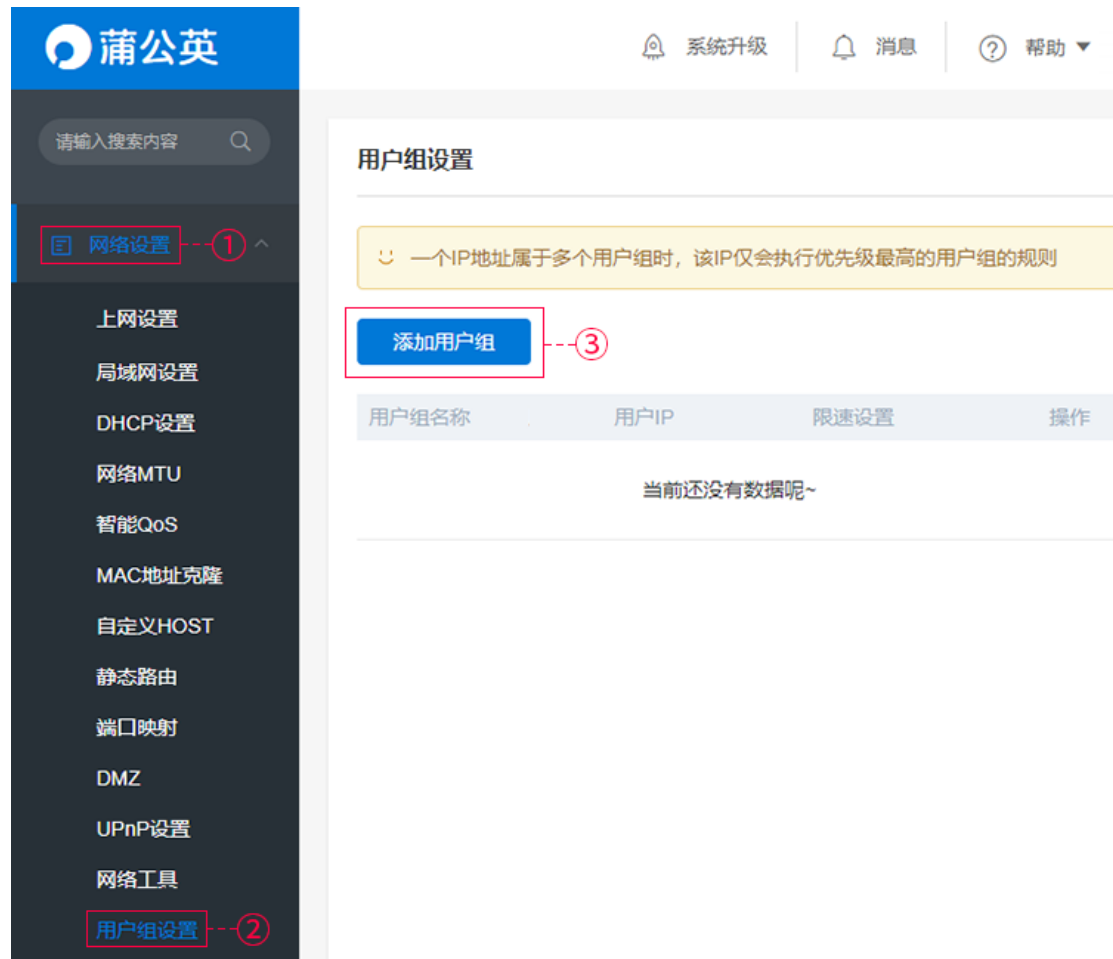 蒲公英
系统升级 消息 帮助
请输入搜索内容
用户组设置
网络设置 ①
一个IP地址属于多个用户组时，该IP仅会执行优先级最高的用户组的规则
上网设置
添加用户组 ③
局域网设置
用户组名称 用户IP 限速设置 操作
DHCP设置
网络MTU
当前还没有数据呢~
智能QoS
MAC地址克隆
自定义HOST
静态路由
端口映射
DMZ
UPnP设置
网络工具
用户组设置 ②